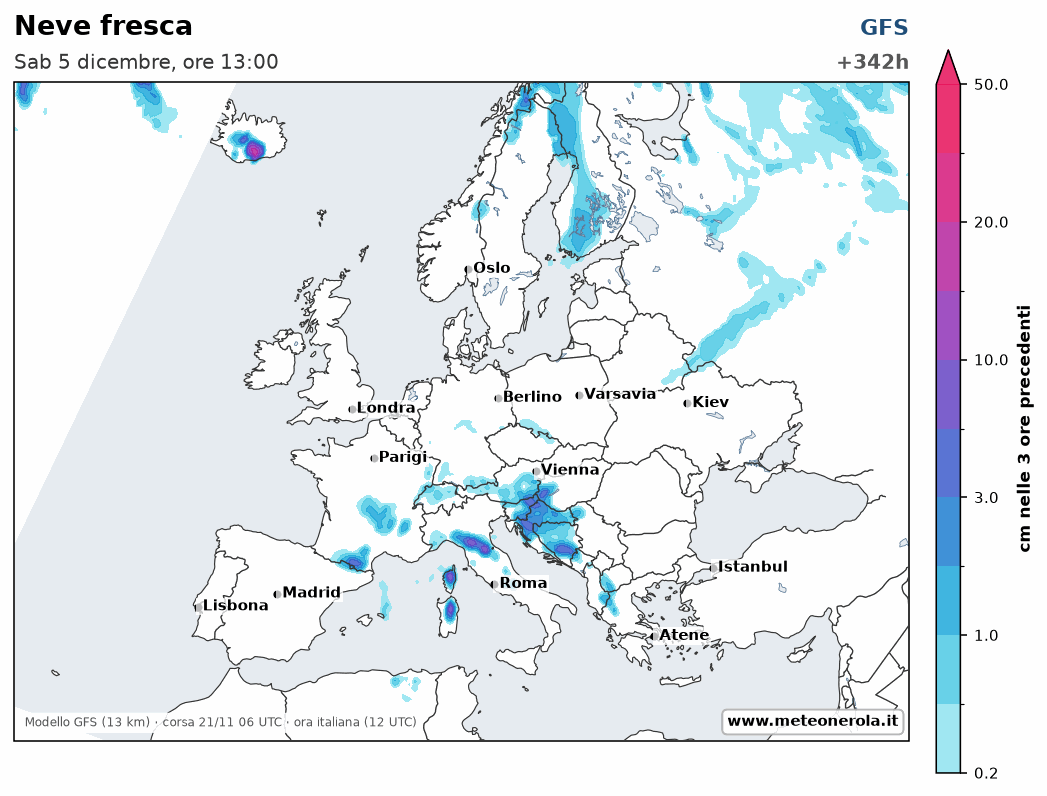 Neve fresca
GFS
Sab 5 dicembre, ore 13:00
+342h
50.0
20.0
10.0
3.0
1.0
0.2
cm nelle 3 ore precedenti
Oslo
Londra
Berlino
Varsavia
Kiev
Parigi
Vienna
Istanbul
Roma
Madrid
Lisbona
Atene
Modello GFS (13 km) · corsa 21/11 06 UTC · ora italiana (12 UTC)
www.meteonerola.it